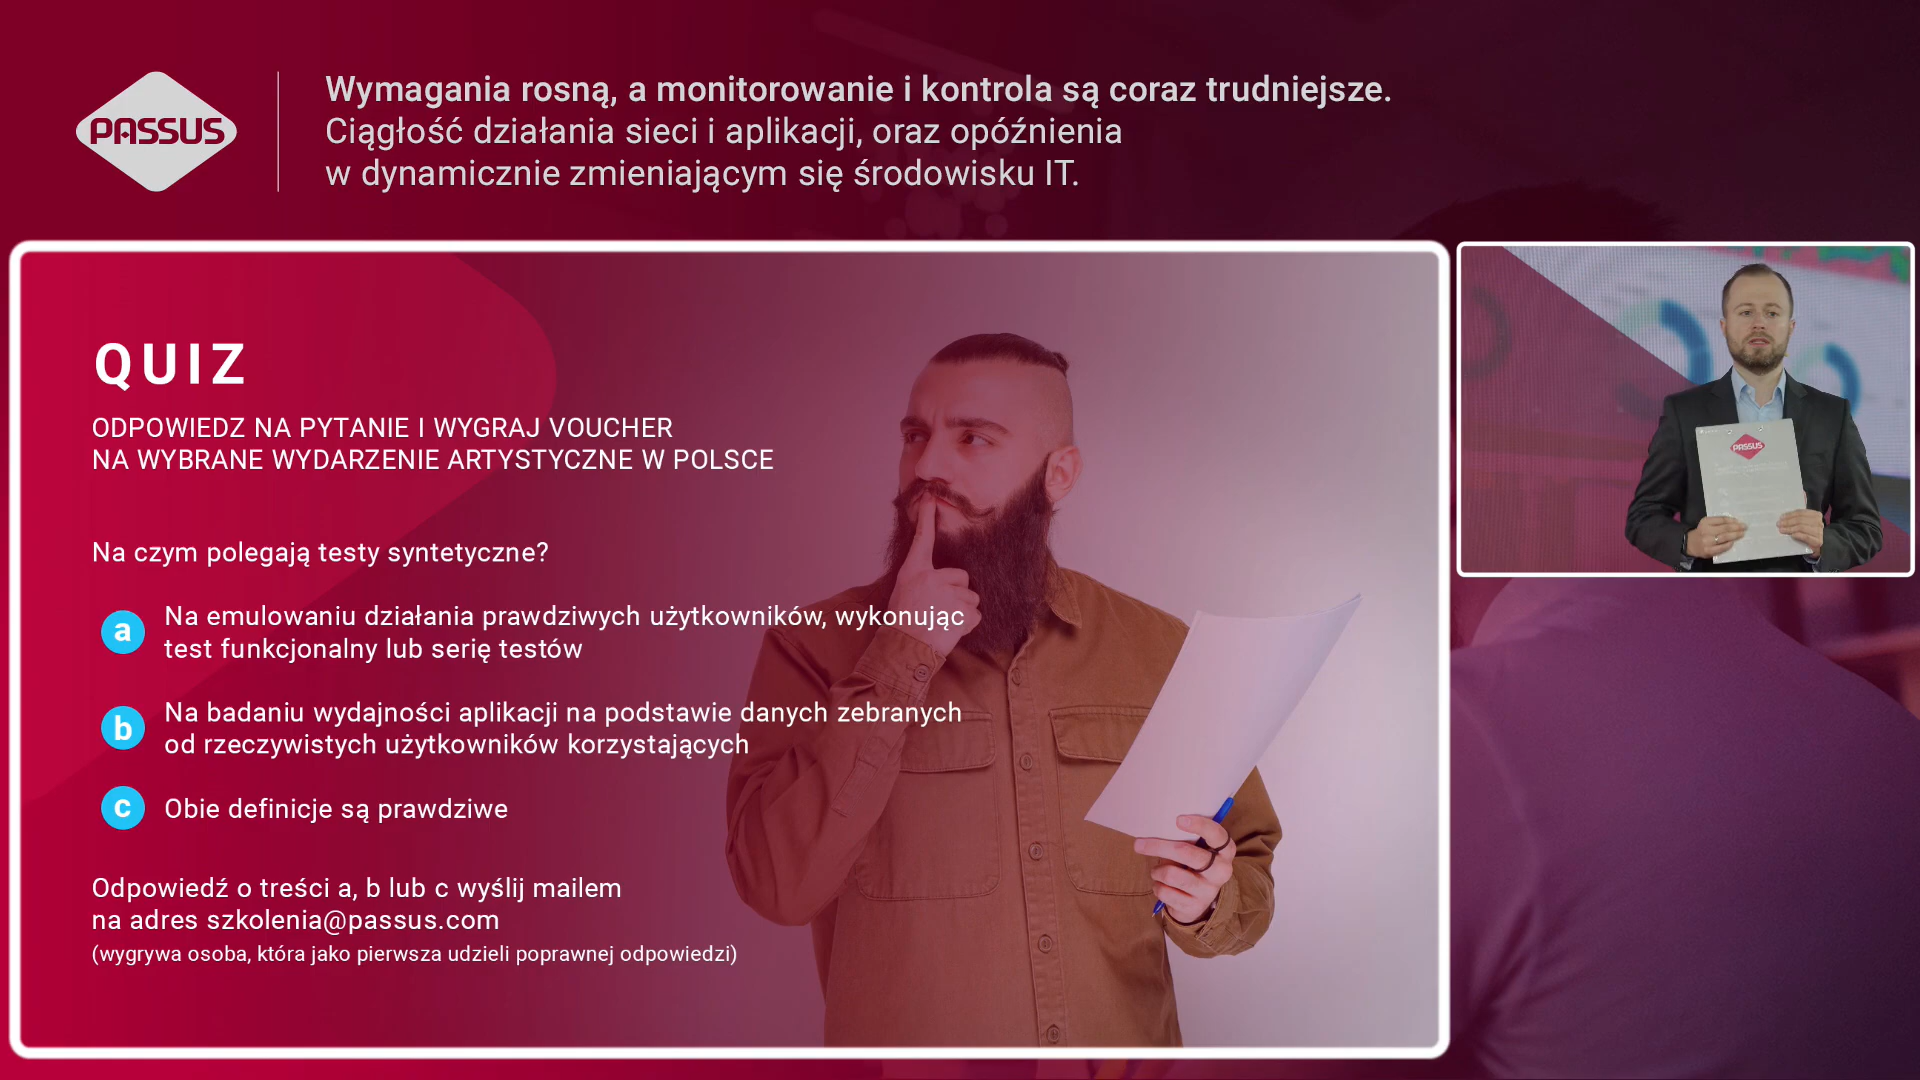 PASSUS
Wymagania rosną, a monitorowanie i kontrola są coraz trudniejsze.
Ciągłość działania sieci i aplikacji, oraz opóźnienia
w dynamicznie zmieniającym się środowisku IT.
QUIZ
ODPOWIEDZ NA PYTANIE I WYGRAJ VOUCHER
NA WYBRANE WYDARZENIE ARTYSTYCZNE W POLSCE
Na czym polegają testy syntetyczne?
a Na emulowaniu działania prawdziwych użytkowników, wykonując
test funkcjonalny lub serię testów
b Na badaniu wydajności aplikacji na podstawie danych zebranych
od rzeczywistych użytkowników korzystających
c Obie definicje są prawdziwe
Odpowiedź o treści a, b lub c wyślij mailem
na adres szkolenia@passus.com
(wygrywa osoba, która jako pierwsza udzieli poprawnej odpowiedzi)
PASSUS